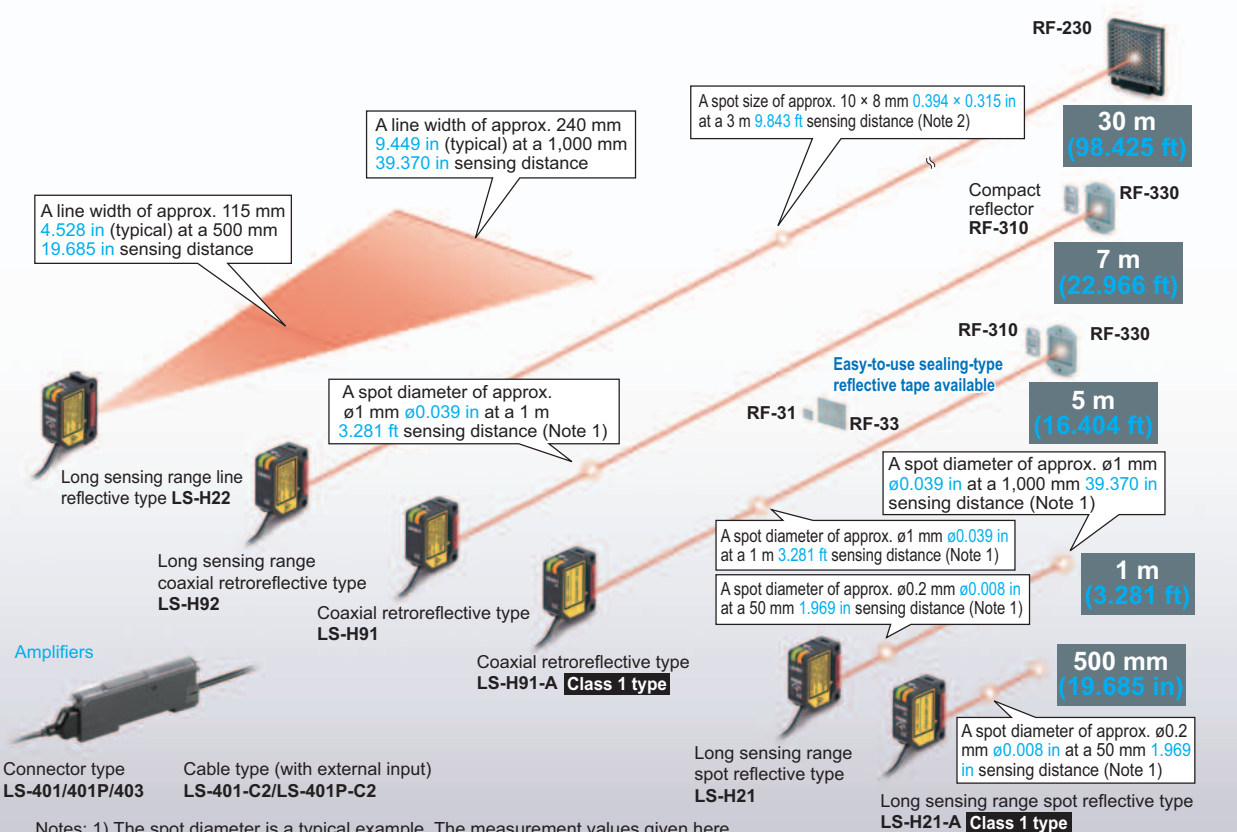 RF-230
A spot size of approx. 10 × 8 mm 0.394 × 0.315 in
at a 3 m 9.843 ft sensing distance (Note 2)
30 m
(98.425 ft)
A line width of approx. 240 mm
9.449 in (typical) at a 1,000 mm
39.370 in sensing distance
A line width of approx. 115 mm
4.528 in (typical) at a 500 mm
19.685 in sensing distance
Compact
reflector
RF-310
RF-330
7 m
(22.966 ft)
RF-310
RF-330
Easy-to-use sealing-type
reflective tape available
RF-31
RF-33
5 m
(16.404 ft)
A spot diameter of approx.
ø1 mm ø0.039 in at a 1 m
3.281 ft sensing distance (Note 1)
A spot diameter of approx. ø1 mm
ø0.039 in at a 1,000 mm 39.370 in
sensing distance (Note 1)
Long sensing range line
reflective type LS-H22
A spot diameter of approx. ø1 mm ø0.039 in
at a 1 m 3.281 ft sensing distance (Note 1)
1 m
(3.281 ft)
Long sensing range
coaxial retroreflective type
LS-H92
A spot diameter of approx. ø0.2 mm ø0.008 in
at a 50 mm 1.969 in sensing distance (Note 1)
Coaxial retroreflective type
LS-H91
Coaxial retroreflective type
LS-H91-A Class 1 type
500 mm
(19.685 in)
Amplifiers
A spot diameter of approx. ø0.2
mm ø0.008 in at a 50 mm 1.969
in sensing distance (Note 1)
Connector type
LS-401/401P/403
Cable type (with external input)
LS-401-C2/LS-401P-C2
Long sensing range
spot reflective type
LS-H21
Long sensing range spot reflective type
LS-H21-A Class 1 type
Notes: 1) The spot diameter is a typical example. The measurement values given here